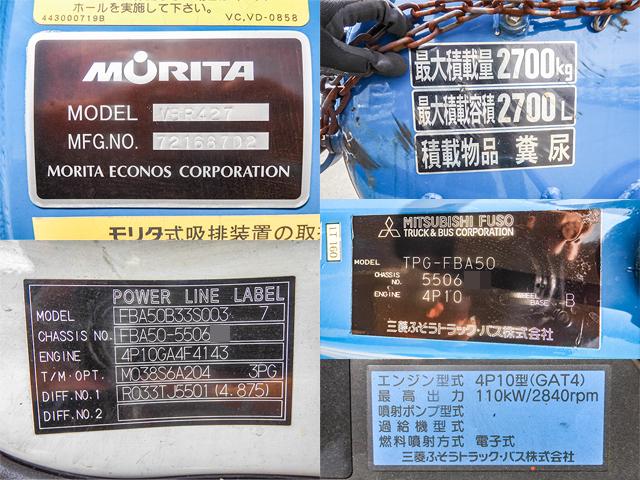 ホールを実施して下さい。
443000719B VC,VD-0858
MORITA
MODEL VBR427
MFG.NO. 72168702
MORITA ECONOS CORPORATION
モリタ式吸排装置の取
最大積載量 2700kg
最大積載容積 2700L
積載物品 糞 尿
POWER LINE LABEL
MODEL FBA50B33S003 7
CHASSIS NO. FBA50-5506
ENGINE 4P10GA4F4143
T/M・OPT. M038S6A204 3PG
DIFF.NO.1 R033TJ5501 (4.875)
DIFF.NO.2
IT 160
MITSUBISHI FUSO
TRUCK & BUS CORPORATION
MODEL TPG-FBA50
CHASSIS NO. 5506
ENGINE 4P10 WHEEL BASE B
三菱ふそうトラック・バス株式会社
エンジン型式 4P10型(GAT4)
最高出力 110kW/2840rpm
噴射ポンプ型式
過給機型式
燃料噴射方式 電子式
三菱ふそうトラック・バス株式会社